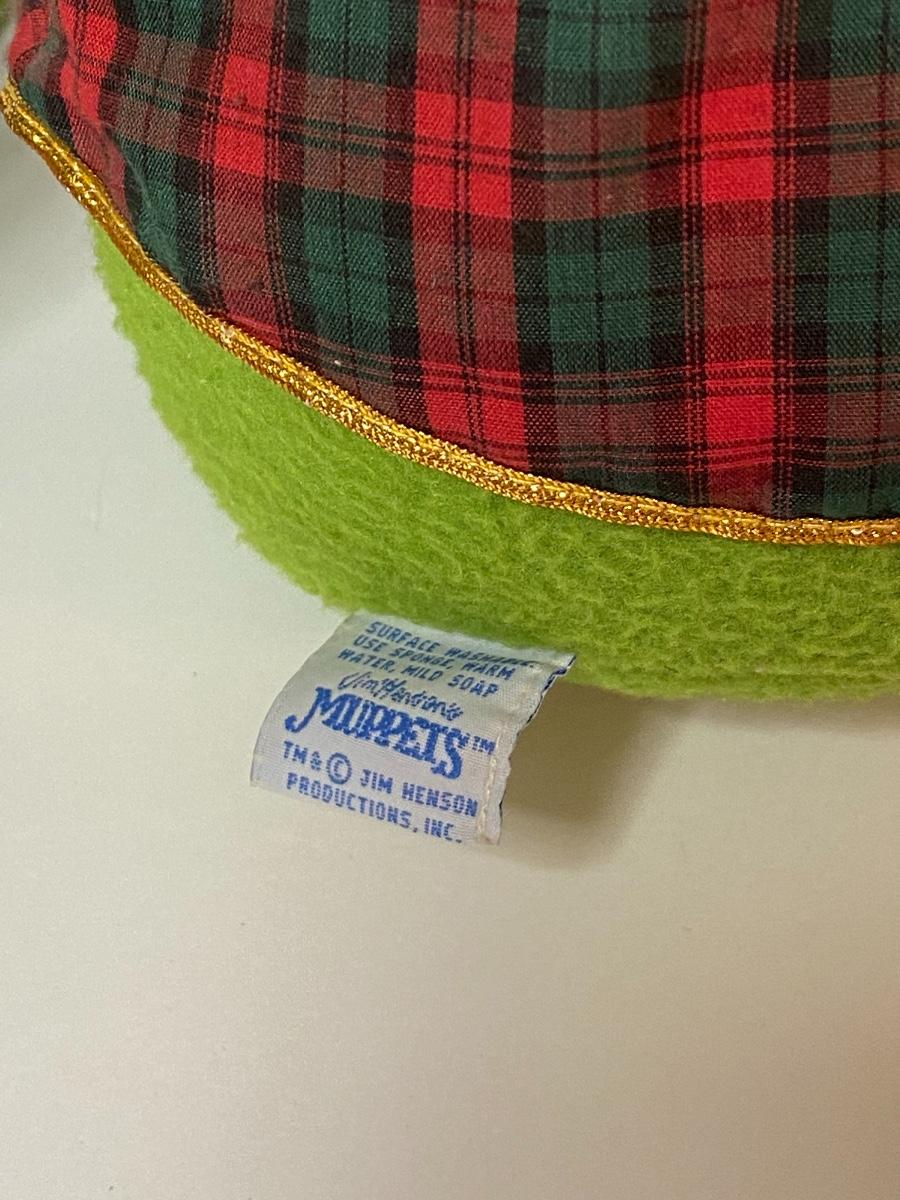 SURFACE WASHABLE
USE SPONGE, WARM
WATER, MILD SOAP
Jim Henson's
MUPPETS™
TM & © JIM HENSON
PRODUCTIONS, INC.